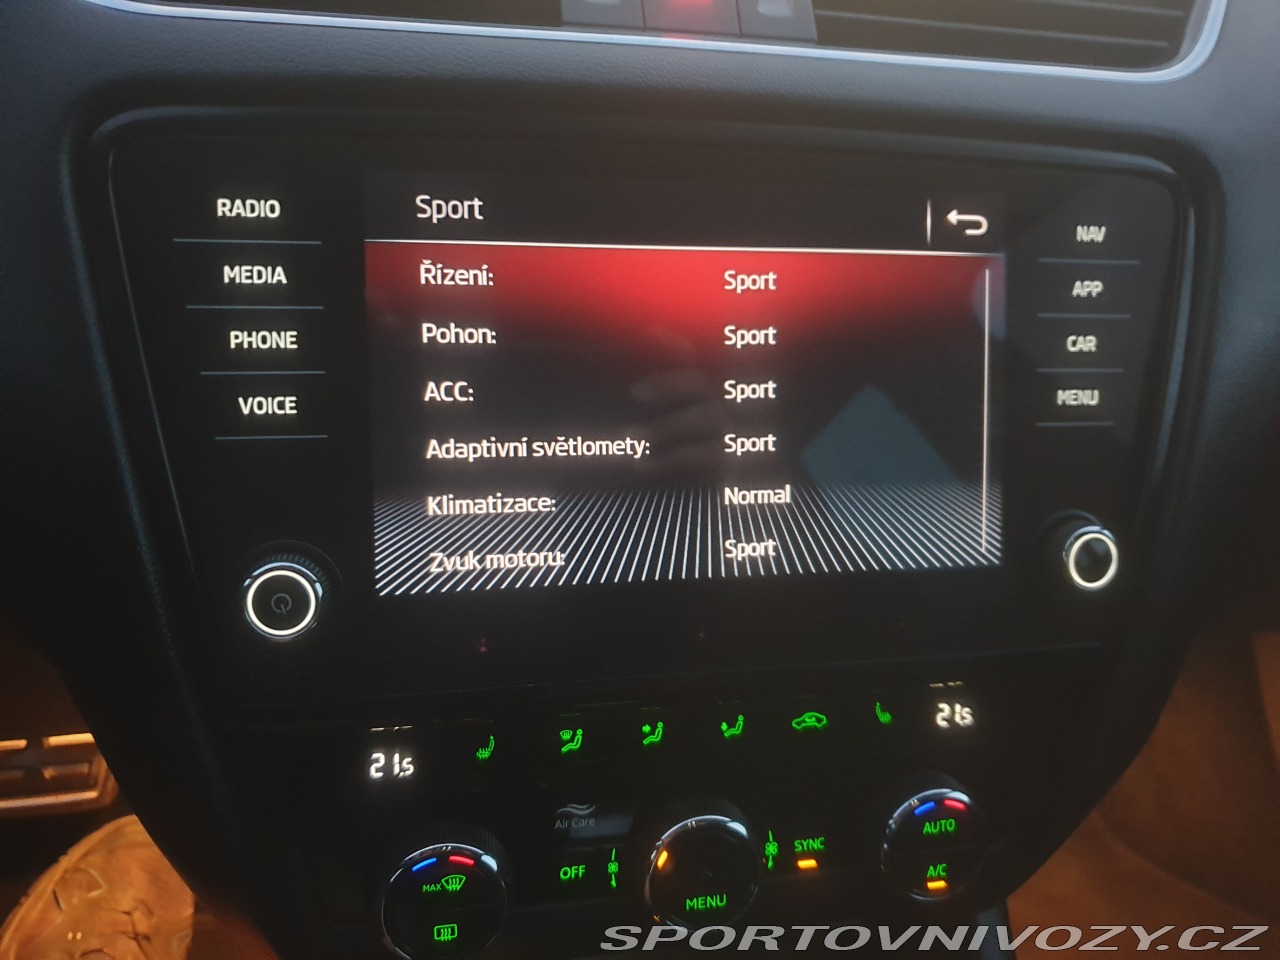 RADIO
MEDIA
PHONE
VOICE
Sport
Řízení: Sport
Pohon: Sport
ACC: Sport
Adaptivní světlomety: Sport
Klimatizace: Normal
Zvuk motoru: Sport
NAV
APP
CAR
MENU
21,5
21,5
Air Care
OFF
SYNC
AUTO
A/C
MAX
MENU
SPORTOVNIVOZY.CZ